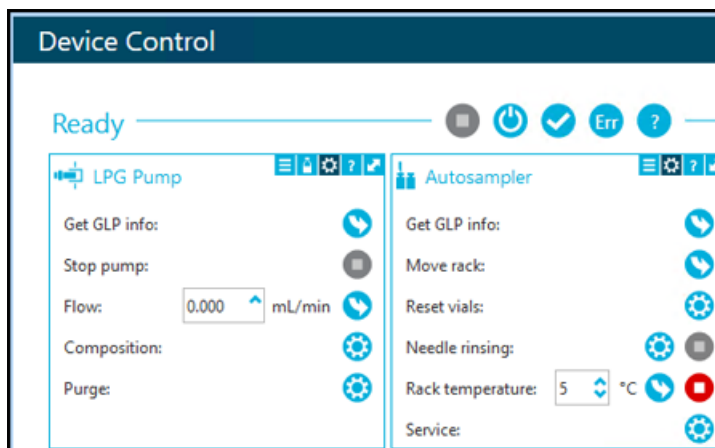 Device Control
Ready
Err
?
LPG Pump
?
Get GLP info:
Stop pump:
Flow: 0.000 mL/min
Composition:
Purge:
Autosampler
?
Get GLP info:
Move rack:
Reset vials:
Needle rinsing:
Rack temperature: 5 °C
Service: